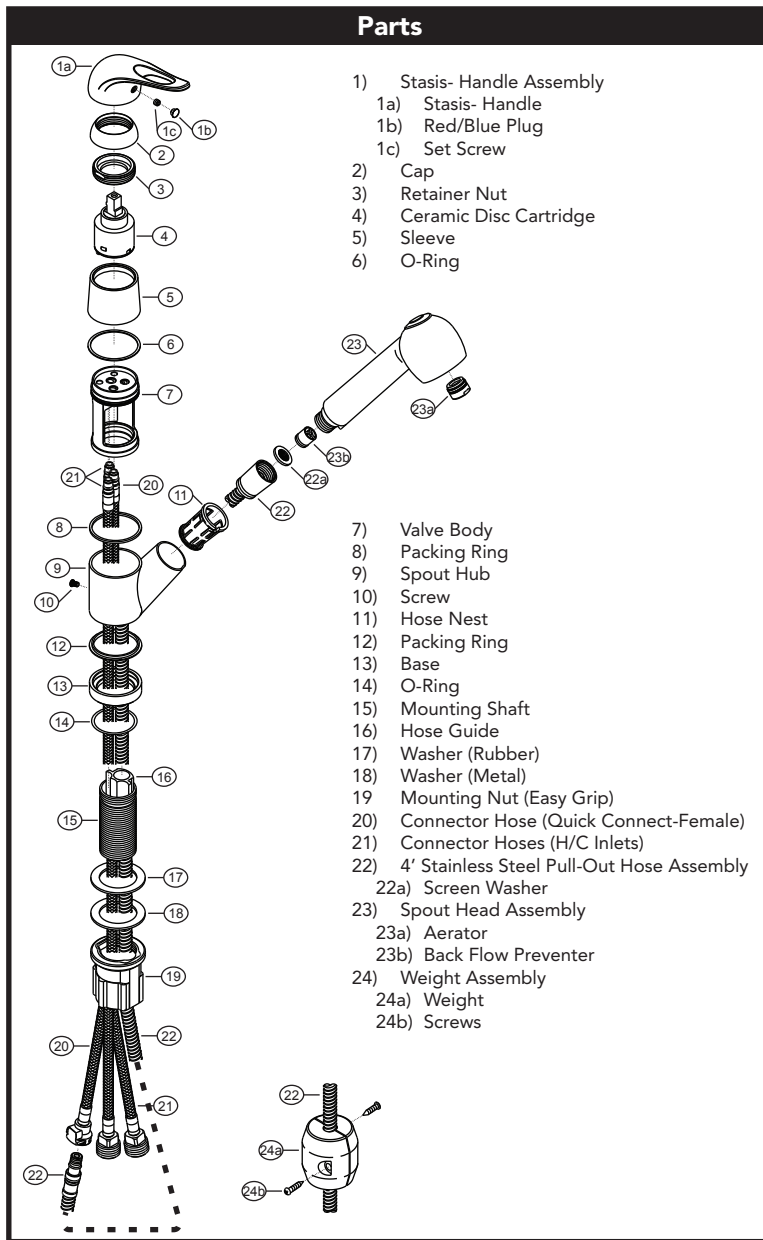 Parts
1) Stasis- Handle Assembly
1a) Stasis- Handle
1b) Red/Blue Plug
1c) Set Screw
2) Cap
3) Retainer Nut
4) Ceramic Disc Cartridge
5) Sleeve
6) O-Ring
7) Valve Body
8) Packing Ring
9) Spout Hub
10) Screw
11) Hose Nest
12) Packing Ring
13) Base
14) O-Ring
15) Mounting Shaft
16) Hose Guide
17) Washer (Rubber)
18) Washer (Metal)
19 Mounting Nut (Easy Grip)
20) Connector Hose (Quick Connect-Female)
21) Connector Hoses (H/C Inlets)
22) 4’ Stainless Steel Pull-Out Hose Assembly
22a) Screen Washer
23) Spout Head Assembly
23a) Aerator
23b) Back Flow Preventer
24) Weight Assembly
24a) Weight
24b) Screws
1a
1c
1b
2
3
4
5
6
23
7
23a
23b
21
20
11
22a
22
8
9
10
12
13
14
16
15
17
18
19
20
22
21
22
22
24a
24b